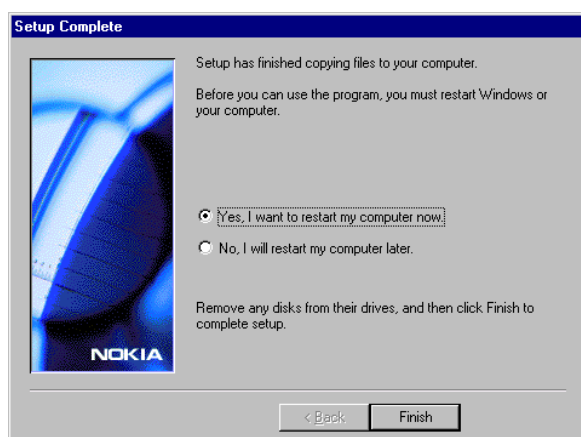 Setup Complete
Setup has finished copying files to your computer.
Before you can use the program, you must restart Windows or
your computer.
Yes, I want to restart my computer now.
No, I will restart my computer later.
Remove any disks from their drives, and then click Finish to
complete setup.
NOKIA
< Back
Finish